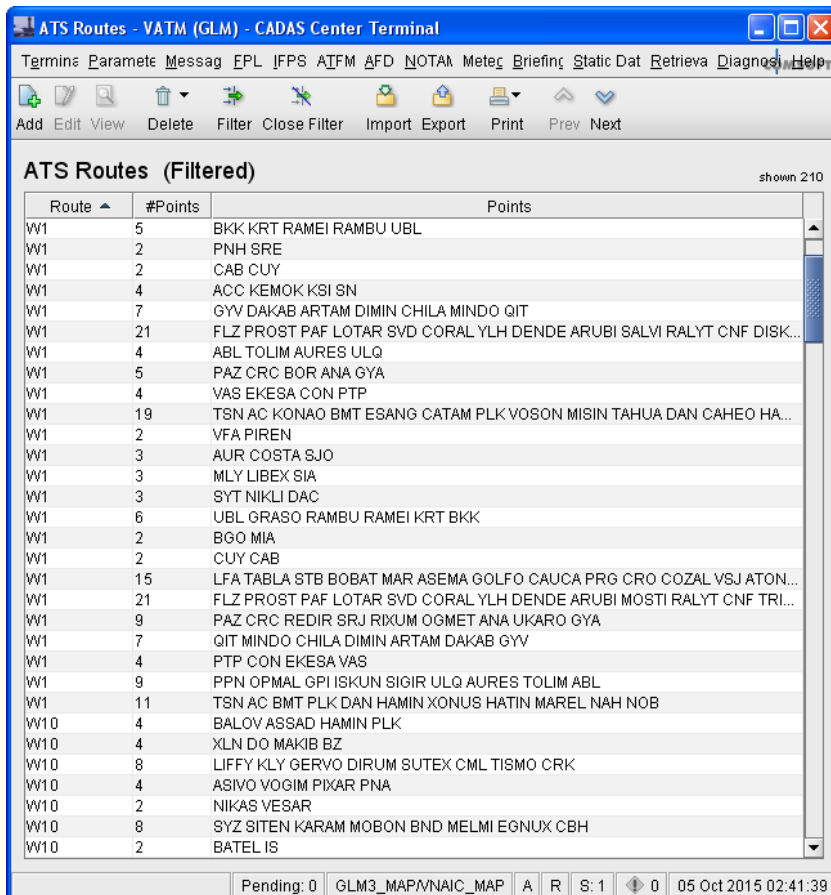 ATS Routes - VATM (GLM) - CADAS Center Terminal
Termina Paramete Messag FPL IFPS ATFM AFD NOTAM Metec Briefing Static Dat Retrieva Diagnosi Help
Add Edit View Delete Filter Close Filter Import Export Print Prev Next
ATS Routes (Filtered)
shown 210
Route #Points Points
W1 5 BKK KRT RAMEI RAMBU UBL
W1 2 PNH SRE
W1 2 CAB CUY
W1 4 ACC KEMOK KSI SN
W1 7 GYV DAKAB ARTAM DIMIN CHILA MINDO QIT
W1 21 FLZ PROST PAF LOTAR SVD CORAL YLH DENDE ARUBI SALVI RALYT CNF DISK...
W1 4 ABL TOLIM AURES ULQ
W1 5 PAZ CRC BOR ANA GYA
W1 4 VAS EKESA CON PTP
W1 19 TSN AC KONAO BMT ESANG CATAM PLK VOSON MISIN TAHUA DAN CAHEO HA...
W1 2 VFA PIREN
W1 3 AUR COSTA SJO
W1 3 MLY LIBEX SIA
W1 3 SYT NIKLI DAC
W1 6 UBL GRASO RAMBU RAMEI KRT BKK
W1 2 BGO MIA
W1 2 CUY CAB
W1 15 LFA TABLA STB BOBAT MAR ASEMA GOLFO CAUCA PRG CRO COZAL VSJ ATON...
W1 21 FLZ PROST PAF LOTAR SVD CORAL YLH DENDE ARUBI MOSTI RALYT CNF TRI...
W1 9 PAZ CRC REDIR SRJ RIXUM OGMET ANA UKARO GYA
W1 7 QIT MINDO CHILA DIMIN ARTAM DAKAB GYV
W1 4 PTP CON EKESA VAS
W1 9 PPN OPMAL GPI ISKUN SIGIR ULQ AURES TOLIM ABL
W1 11 TSN AC BMT PLK DAN HAMIN XONUS HATIN MAREL NAH NOB
W10 4 BALOV ASSAD HAMIN PLK
W10 4 XLN DO MAKIB BZ
W10 8 LIFFY KLY GERVO DIRUM SUTEX CML TISMO CRK
W10 4 ASIVO VOGIM PIXAR PNA
W10 2 NIKAS VESAR
W10 8 SYZ SITEN KARAM MOBON BND MELMI EGNUX CBH
W10 2 BATEL IS
Pending: 0 GLM3_MAP/VNAIC_MAP A R S: 1 0 05 Oct 2015 02:41:39